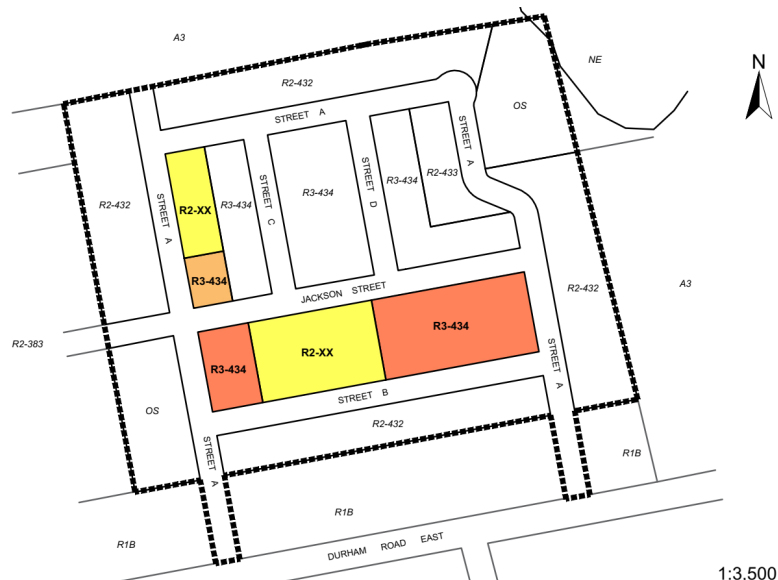 A3
NE
N
R2-432
OS
STREET A
STREET A
R2-432
STREET A
R2-XX
R3-434
STREET C
R3-434
STREET D
R3-434
R2-433
R3-434
JACKSON STREET
R2-432
A3
R2-383
R3-434
R2-XX
R3-434
STREET A
STREET B
OS
R2-432
STREET A
R1B
R1B
R1B
DURHAM ROAD EAST
1:3,500